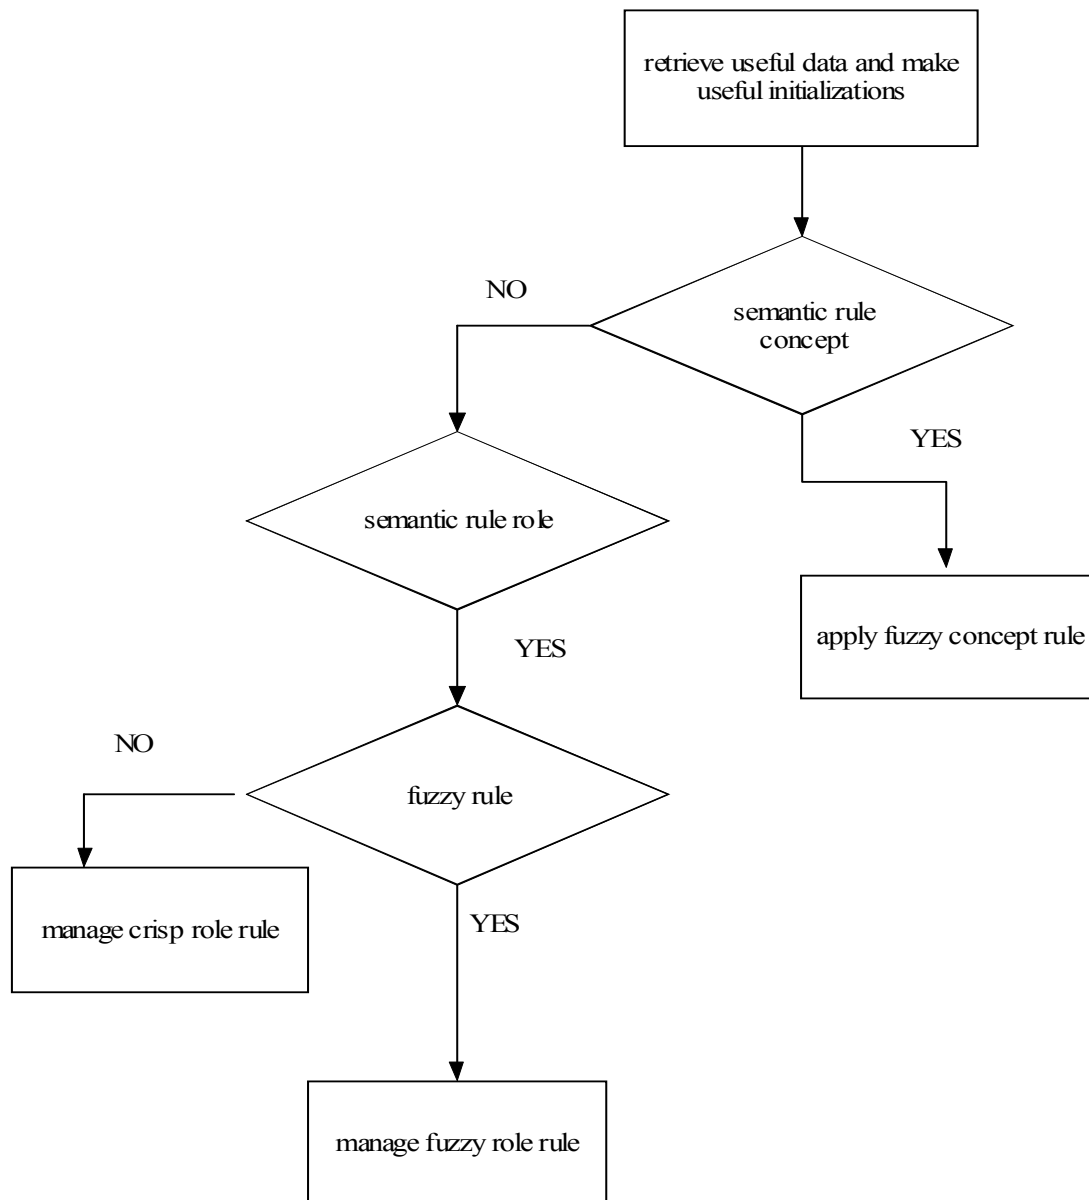 retrieve useful data and make
useful initializations
NO
semantic rule
concept
YES
semantic rule role
apply fuzzy concept rule
YES
NO
fuzzy rule
manage crisp role rule
YES
manage fuzzy role rule